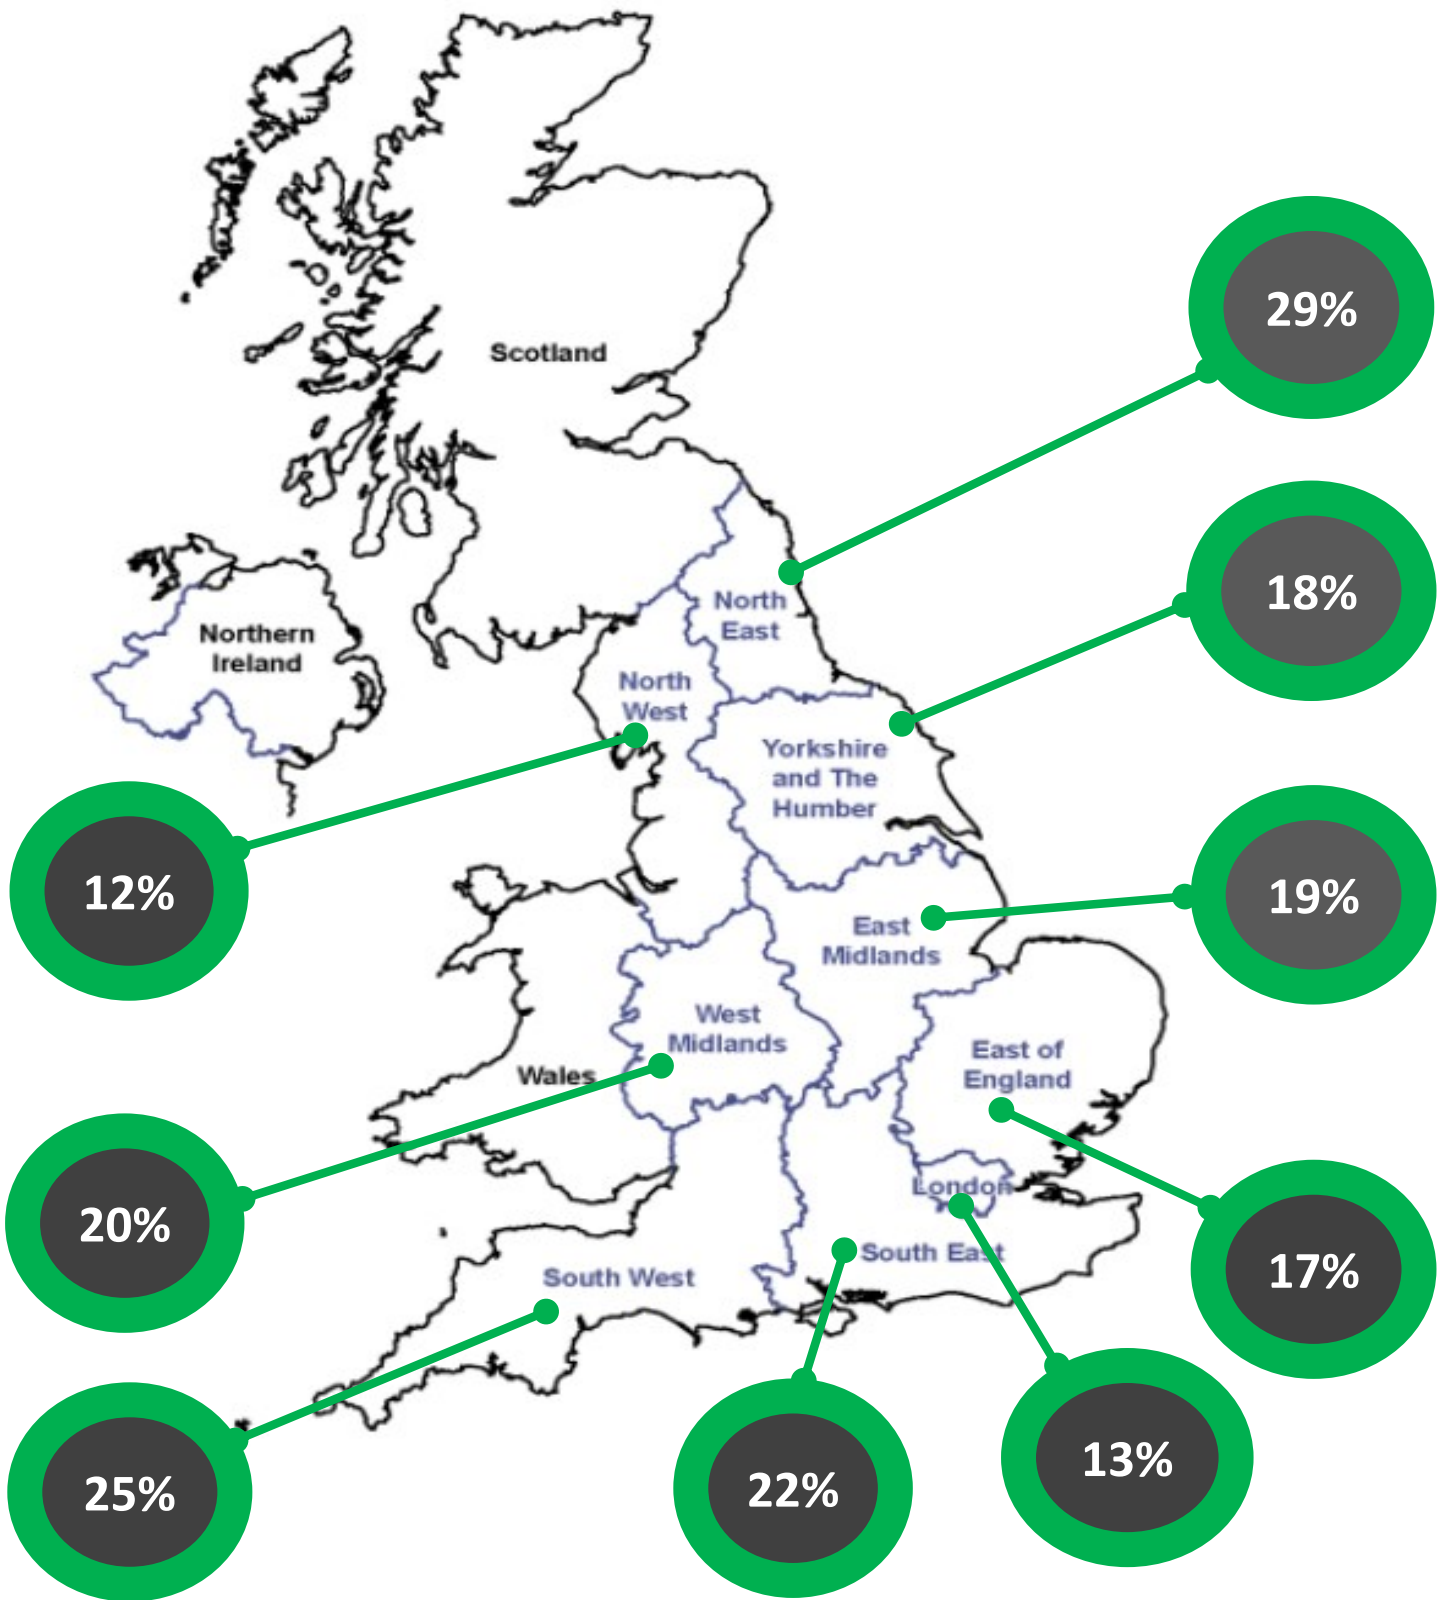 29%
Scotland
18%
North
East
Northern
Ireland
North
West
Yorkshire
and The
Humber
12%
19%
East
Midlands
West
Midlands
East of
England
Wales
London
20%
South East
17%
South West
25%
22%
13%